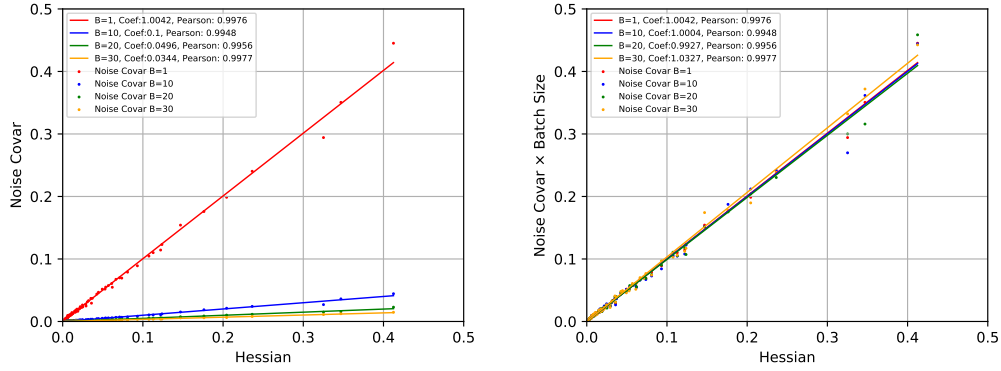 B=1, Coef:1.0042, Pearson: 0.9976
B=10, Coef:0.1, Pearson: 0.9948
B=20, Coef:0.0496, Pearson: 0.9956
B=30, Coef:0.0344, Pearson: 0.9977
Noise Covar B=1
Noise Covar B=10
Noise Covar B=20
Noise Covar B=30
0.5
0.4
0.3
0.2
0.1
0.0
Noise Covar
0.0 0.1 0.2 0.3 0.4 0.5
Hessian
B=1, Coef:1.0042, Pearson: 0.9976
B=10, Coef:1.0004, Pearson: 0.9948
B=20, Coef:0.9927, Pearson: 0.9956
B=30, Coef:1.0327, Pearson: 0.9977
Noise Covar B=1
Noise Covar B=10
Noise Covar B=20
Noise Covar B=30
0.5
0.4
0.3
0.2
0.1
0.0
Noise Covar × Batch Size
0.0 0.1 0.2 0.3 0.4 0.5
Hessian